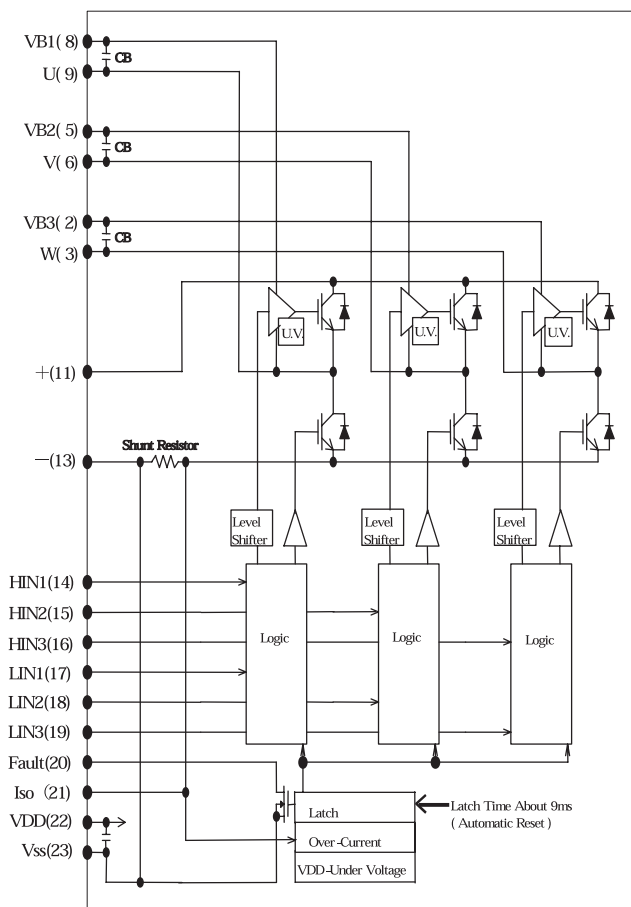 VB1( 8)
CB
U( 9)
VB2( 5)
CB
V( 6)
VB3( 2)
CB
W( 3)
U.V.
U.V.
U.V.
+(11)
Shunt Resistor
−(13)
Level
Shifter
Level
Shifter
Level
Shifter
HIN1(14)
HIN2(15)
HIN3(16)
Logic
Logic
Logic
LIN1(17)
LIN2(18)
LIN3(19)
Fault(20)
Iso (21)
VDD(22)
Vss(23)
Latch
Over-Current
VDD-Under Voltage
Latch Time About 9ms
( Automatic Reset )